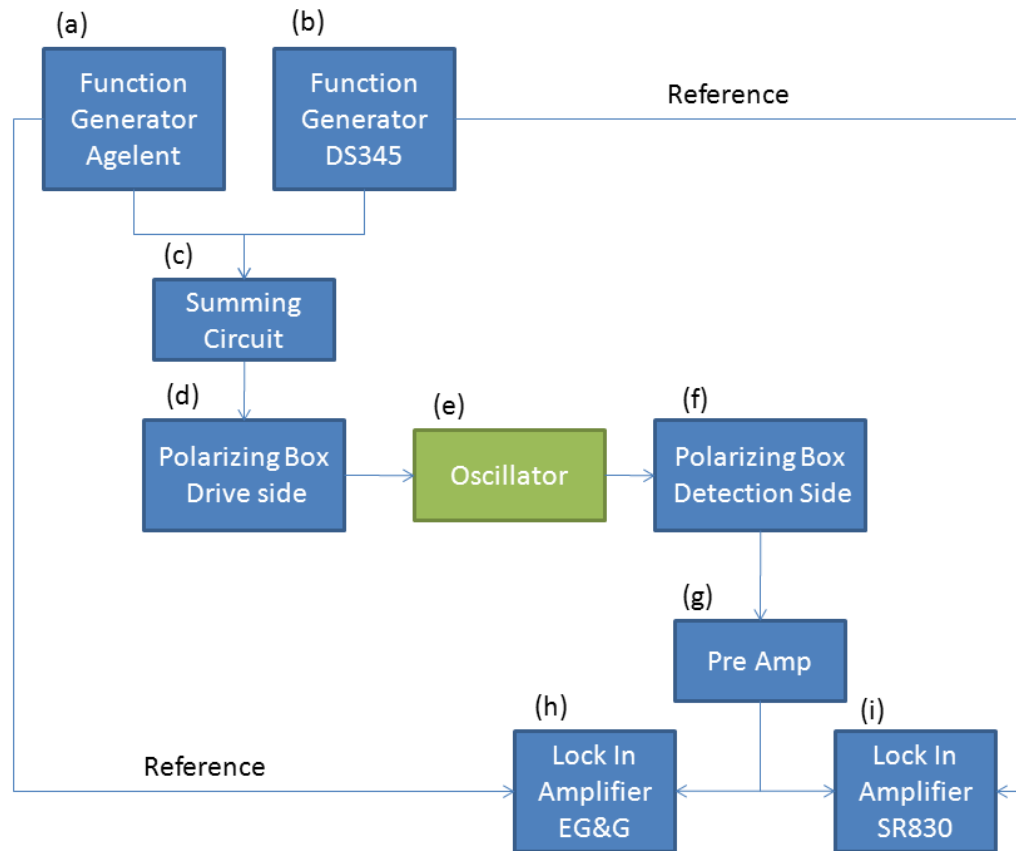 (a)
Function
Generator
Agelent
(b)
Function
Generator
DS345
Reference
(c)
Summing
Circuit
(d)
Polarizing Box
Drive side
(e)
Oscillator
(f)
Polarizing Box
Detection Side
(g)
Pre Amp
(h)
Lock In
Amplifier
EG&G
(i)
Lock In
Amplifier
SR830
Reference